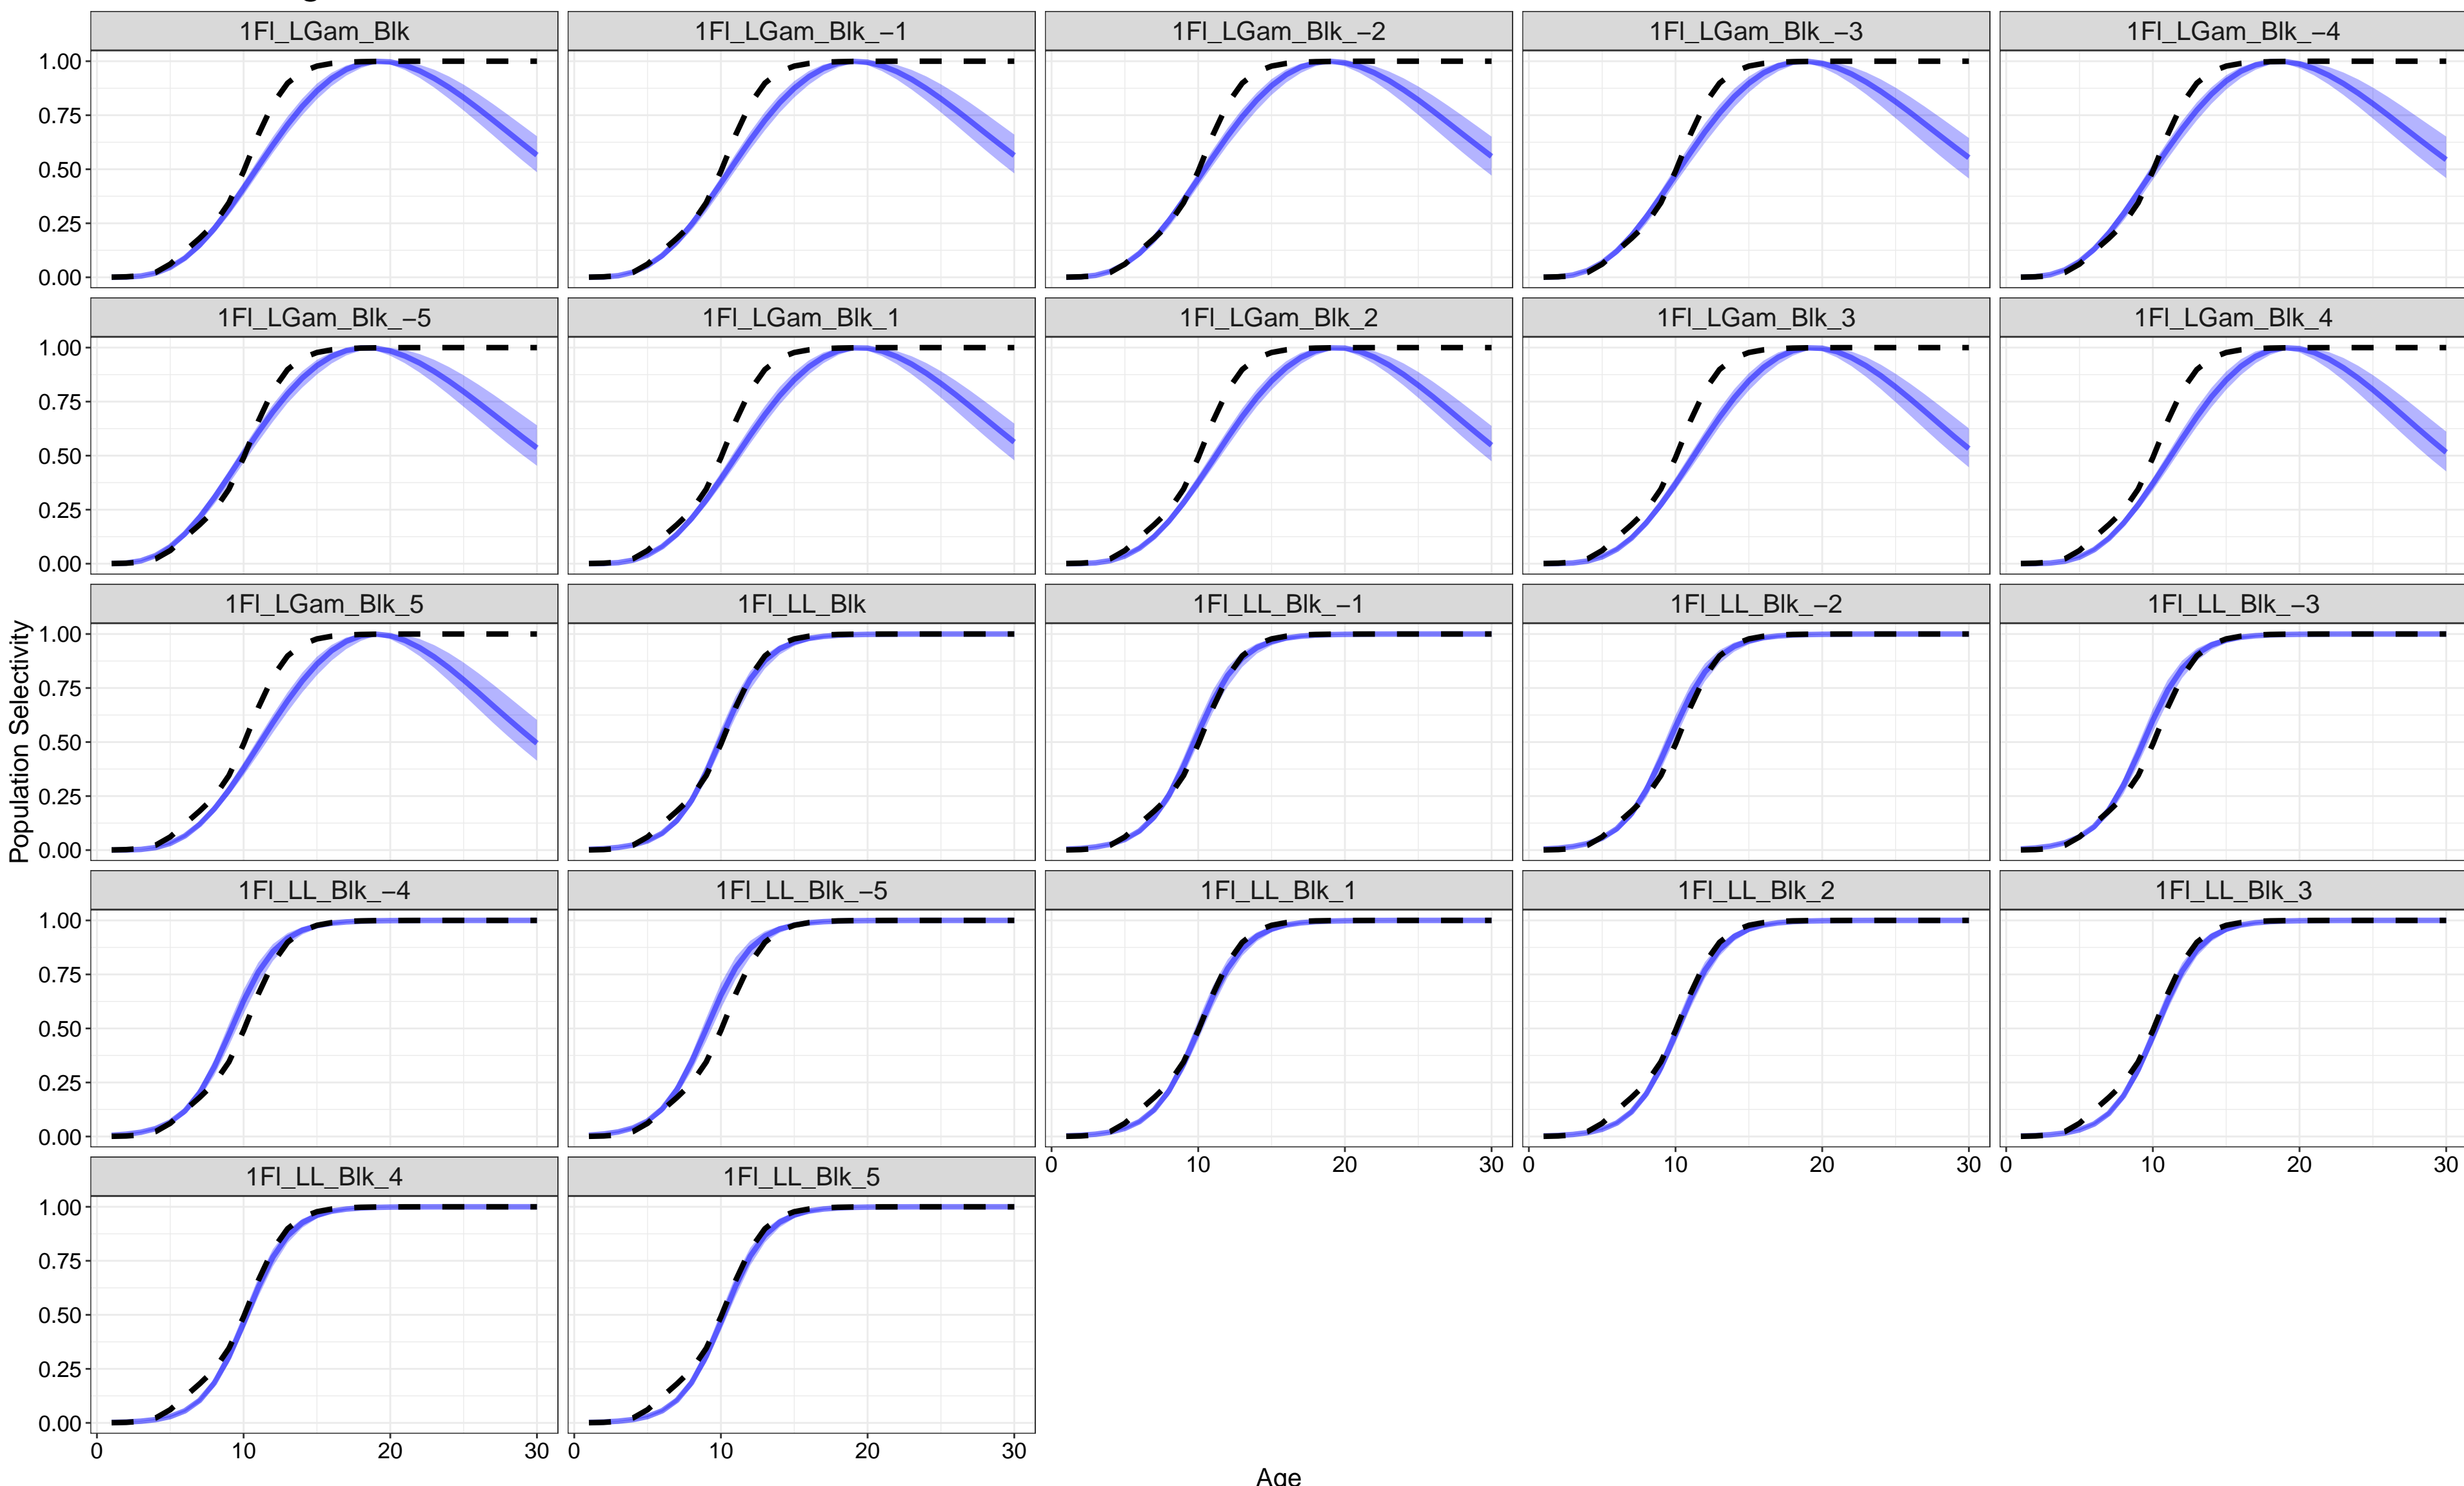 1Fl_LGam_Blk 1Fl_LGam_Blk_−1 1Fl_LGam_Blk_−2 1Fl_LGam_Blk_−3 1Fl_LGam_Blk_−4
1.00
0.75
0.50
0.25
0.00
1Fl_LGam_Blk_−5 1Fl_LGam_Blk_1 1Fl_LGam_Blk_2 1Fl_LGam_Blk_3 1Fl_LGam_Blk_4
1.00
0.75
0.50
0.25
0.00
1Fl_LGam_Blk_5 1Fl_LL_Blk 1Fl_LL_Blk_−1 1Fl_LL_Blk_−2 1Fl_LL_Blk_−3
1.00
0.75
0.50
0.25
0.00
Population Selectivity
1Fl_LL_Blk_−4 1Fl_LL_Blk_−5 1Fl_LL_Blk_1 1Fl_LL_Blk_2 1Fl_LL_Blk_3
1.00
0.75
0.50
0.25
0.00
0 10 20 30 0 10 20 30 0 10 20 30
1Fl_LL_Blk_4 1Fl_LL_Blk_5
1.00
0.75
0.50
0.25
0.00
0 10 20 30 0 10 20 30
Age